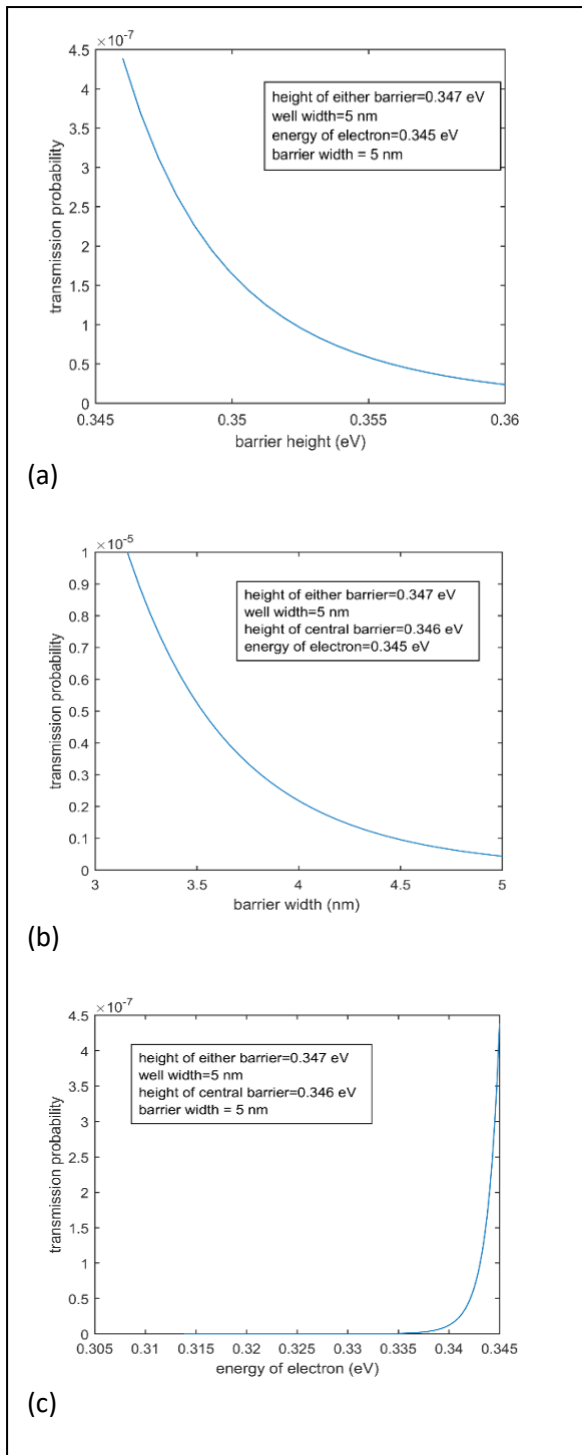 ×10-7
4.5
4
3.5
3
2.5
2
1.5
1
0.5
0
transmission probability
height of either barrier=0.347 eV
well width=5 nm
energy of electron=0.345 eV
barrier width = 5 nm
0.345 0.35 0.355 0.36
barrier height (eV)
(a)
×10-5
1
0.9
0.8
0.7
0.6
0.5
0.4
0.3
0.2
0.1
0
transmission probability
height of either barrier=0.347 eV
well width=5 nm
height of central barrier=0.346 eV
energy of electron=0.345 eV
3 3.5 4 4.5 5
barrier width (nm)
(b)
×10-7
4.5
4
3.5
3
2.5
2
1.5
1
0.5
0
transmission probability
height of either barrier=0.347 eV
well width=5 nm
height of central barrier=0.346 eV
barrier width = 5 nm
0.305 0.31 0.315 0.32 0.325 0.33 0.335 0.34 0.345
energy of electron (eV)
(c)